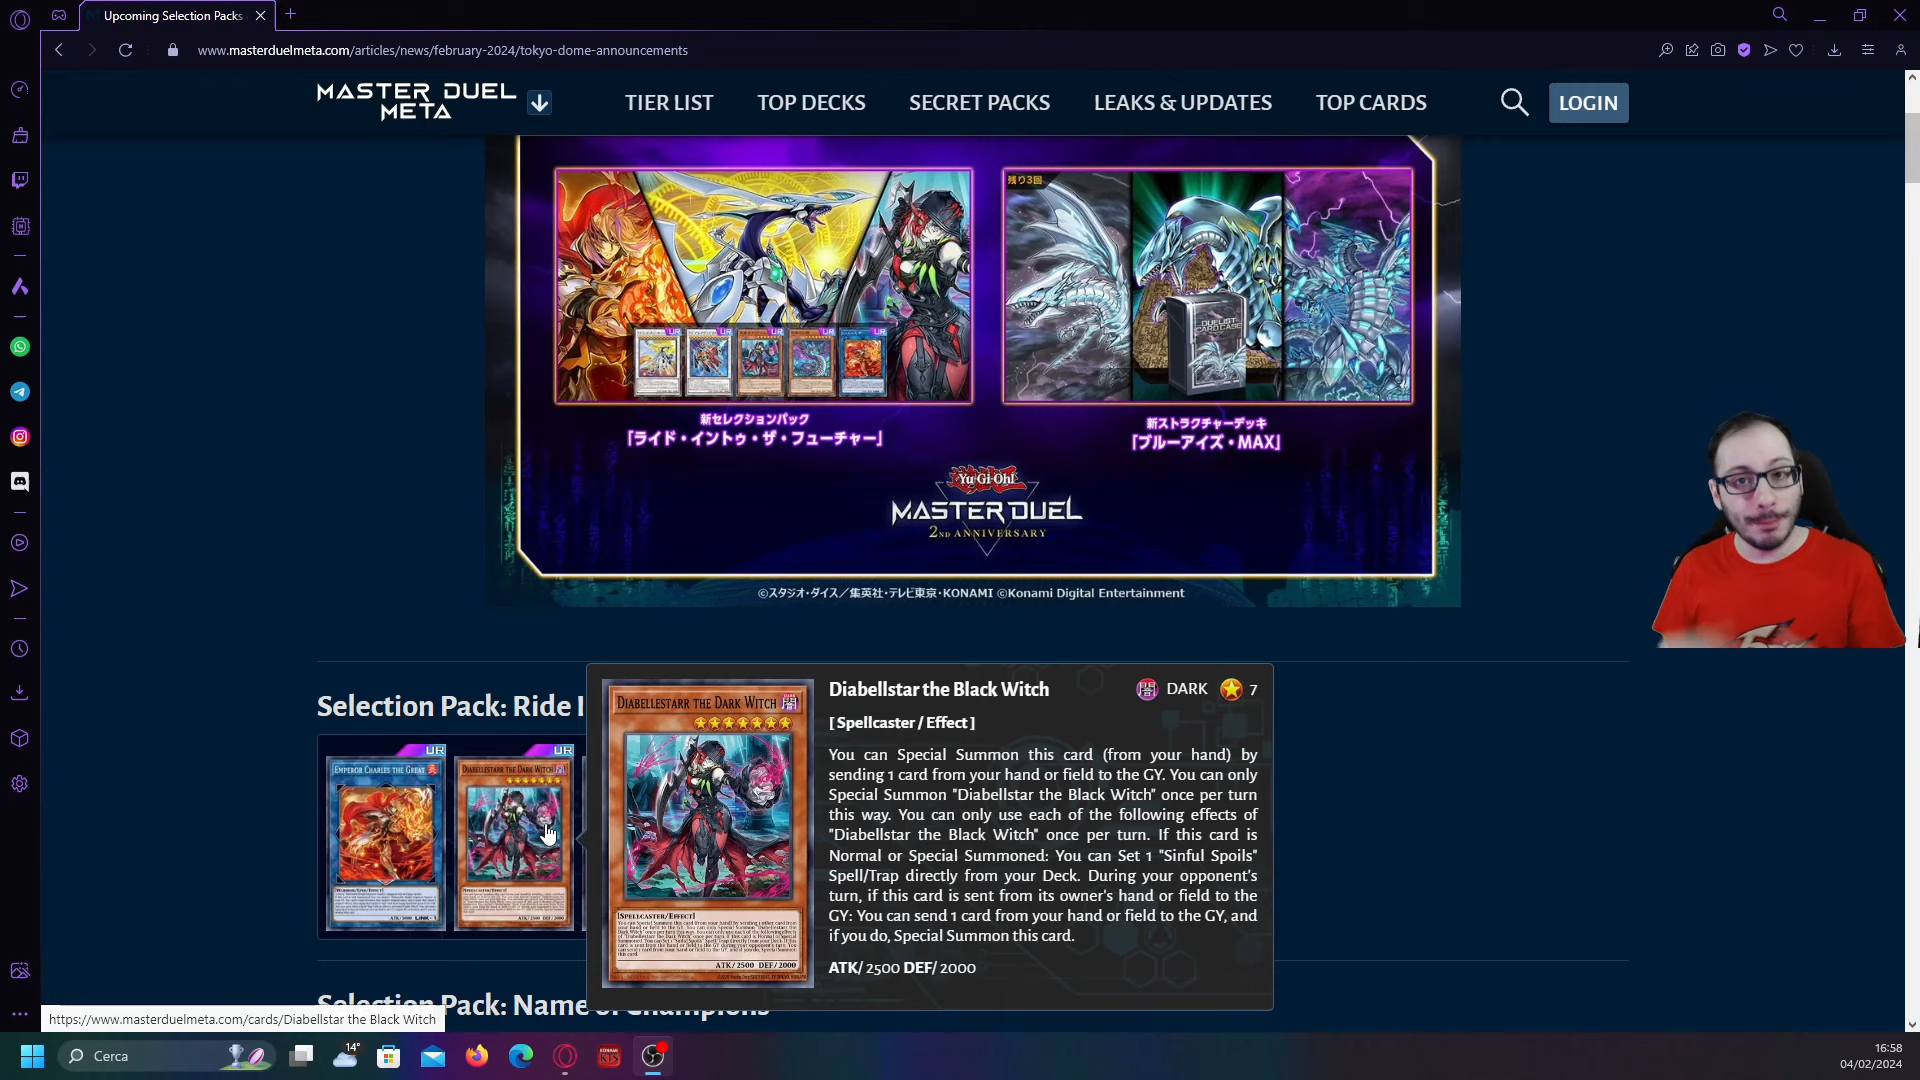 Upcoming Selection Packs
www.masterduelmeta.com/articles/news/february-2024/tokyo-dome-announcements
MASTER DUEL
META
TIER LIST
TOP DECKS
SECRET PACKS
LEAKS & UPDATES
TOP CARDS
LOGIN
残り3回
DUELIST
CARD CASE
UR
UR
UR
UR
UR
新セレクションパック
「ライド・イントゥ・ザ・フューチャー」
新ストラクチャーデッキ
「ブルーアイズ・MAX」
Yu-Gi-Oh!
MASTER DUEL
2ND ANNIVERSARY
©スタジオ・ダイス／集英社・テレビ東京・KONAMI ©Konami Digital Entertainment
Selection Pack: Ride I
UR
EMPEROR CHARLES THE GREAT
UR
DIABELLESTARR THE DARK WITCH
DIABELLESTARR THE DARK WITCH
[SPELLCASTER/EFFECT]
ATK/2500 DEF/2000
Diabellstar the Black Witch
DARK
7
[ Spellcaster / Effect ]
You can Special Summon this card (from your hand) by
sending 1 card from your hand or field to the GY. You can only
Special Summon "Diabellstar the Black Witch" once per turn
this way. You can only use each of the following effects of
"Diabellstar the Black Witch" once per turn. If this card is
Normal or Special Summoned: You can Set 1 "Sinful Spoils"
Spell/Trap directly from your Deck. During your opponent's
turn, if this card is sent from its owner's hand or field to the
GY: You can send 1 card from your hand or field to the GY, and
if you do, Special Summon this card.
ATK/ 2500 DEF/ 2000
Selection Pack: Name of Champions
https://www.masterduelmeta.com/cards/Diabellstar the Black Witch
Cerca
14°
KONAMI
KTS
16:58
04/02/2024